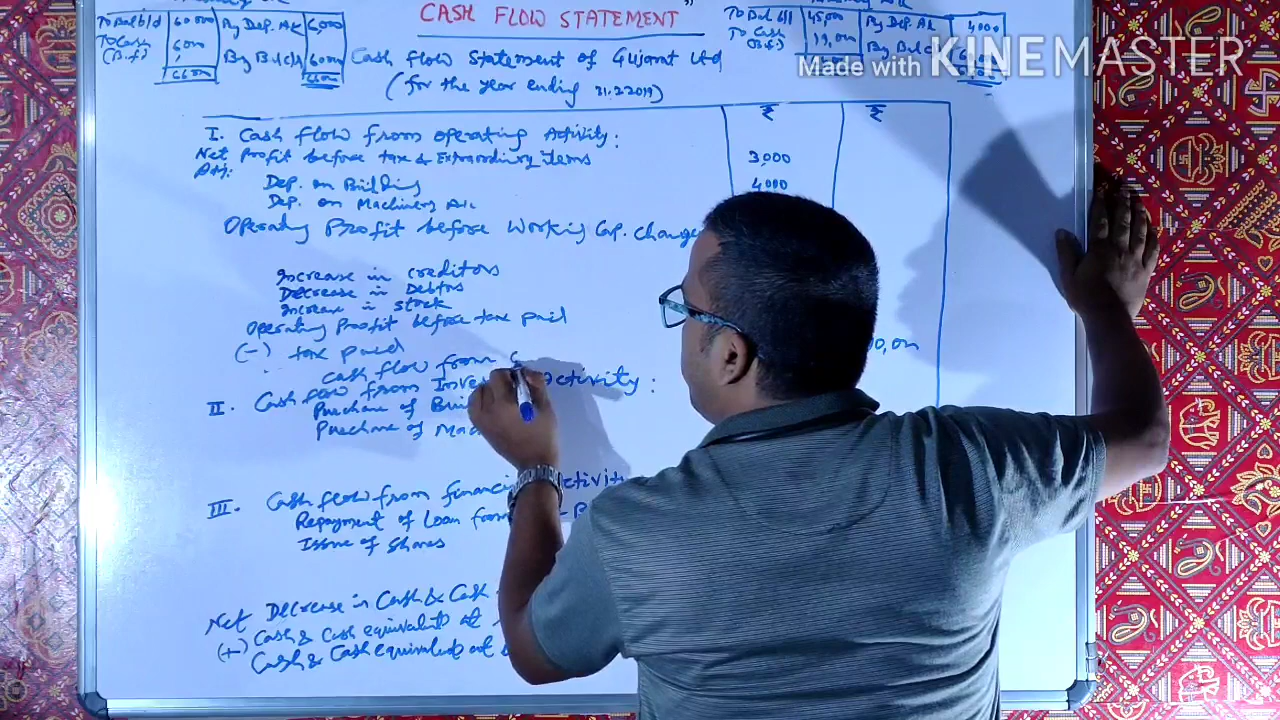 CASH FLOW STATEMENT"
To Bal b/d 60,000 By Dep. A/c 6,000
To Cash (B.f) 6,000 By Bal c/d 60,000
66,000 66,000
To Bal b/d 45,000 By Dep. A/c 4,000
To Cash (B.f) 19,000 By Bal c/d
Made with KINEMASTER
Cash flow statement of Gujarat Ltd
(for the year ending 31.3.2019)
₹ ₹
I. Cash flow from operating Activity:
Net Profit before tax & Extraordinary items 3,000
Adj:
Dep. on Building 4,000
Dep. on Machinery A/c
Operating Profit before Working Cap. change
Increase in creditors
Decrease in Debtors
Increase in stock
Operating Profit before tax paid
(-) tax paid
Cash flow from
II. Cash flow from Activity:
Purchase of
Purchase of
III. Cash flow from Activity
Repayment of Loan
Issue of Shares
Net Decrease in Cash & Cash
(+) Cash & Cash equivalents at
Cash & Cash equivalents at